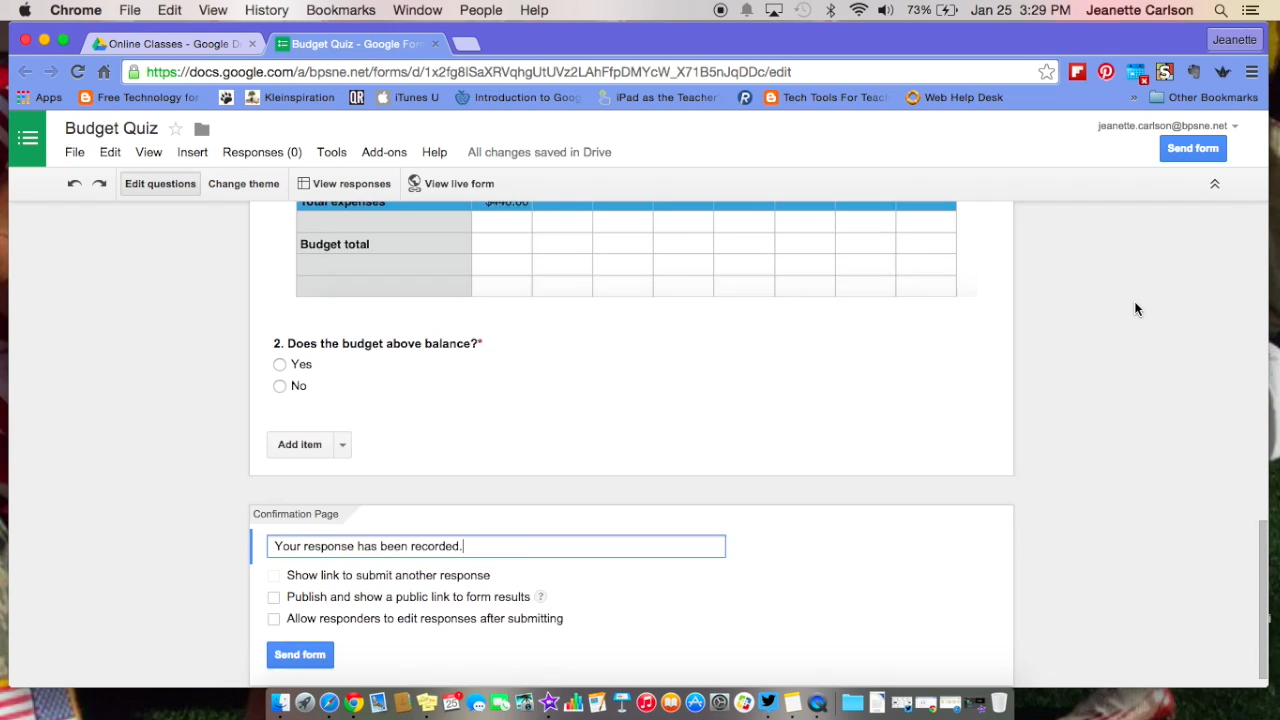 Chrome File Edit View History Bookmarks Window People Help 73% Jan 25 3:29 PM Jeanette Carlson
Online Classes - Google Dr Budget Quiz - Google Form Jeanette
https://docs.google.com/a/bpsne.net/forms/d/1x2fg8lSaXRVqhgUtUVz2LAhFfpDMYcW_X71B5nJqDDc/edit
Apps Free Technology for Kleinspiration QR iTunes U Introduction to Goog iPad as the Teacher Tech Tools For Teach Web Help Desk » Other Bookmarks
Budget Quiz jeanette.carlson@bpsne.net
File Edit View Insert Responses (0) Tools Add-ons Help All changes saved in Drive Send form
Edit questions Change theme View responses View live form
Total expenses $440.00
Budget total
2. Does the budget above balance?*
Yes
No
Add item
Confirmation Page
Your response has been recorded.
Show link to submit another response
Publish and show a public link to form results ?
Allow responders to edit responses after submitting
Send form